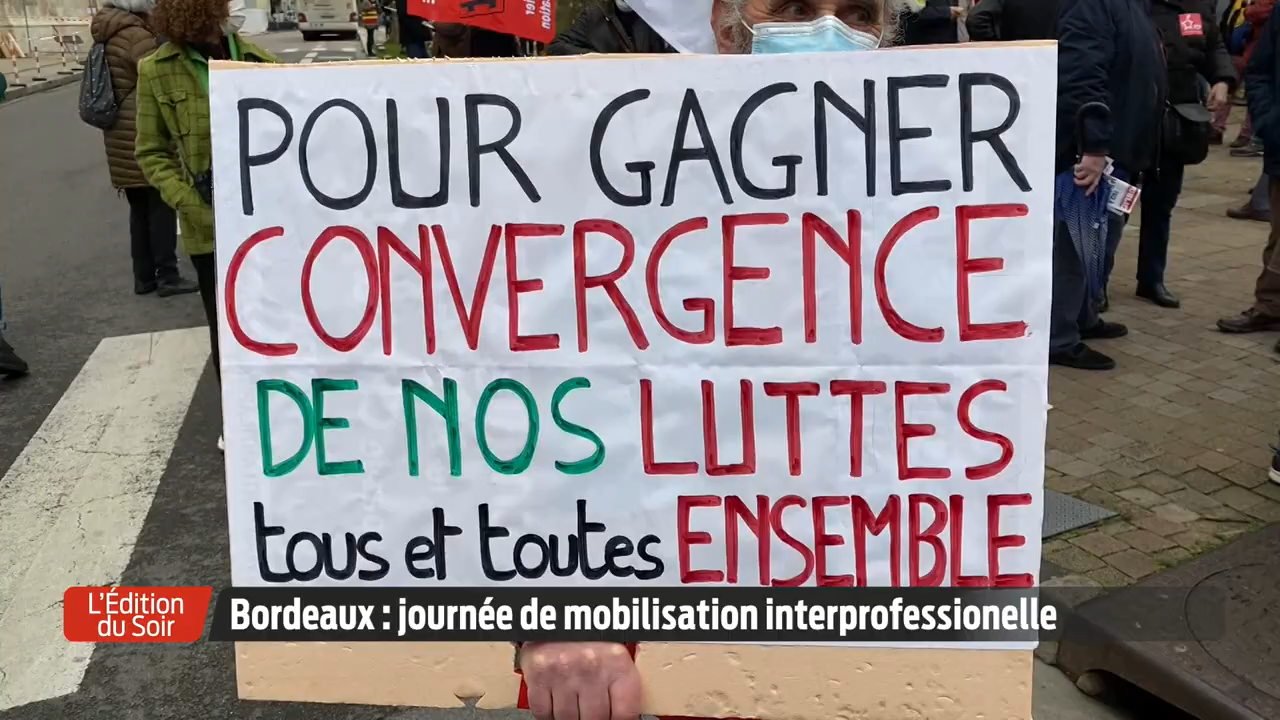 POUR GAGNER
CONVERGENCE
DE NOS LUTTES
tous et toutes ENSEMBLE
L'Édition
du Soir
Bordeaux : journée de mobilisation interprofessionelle